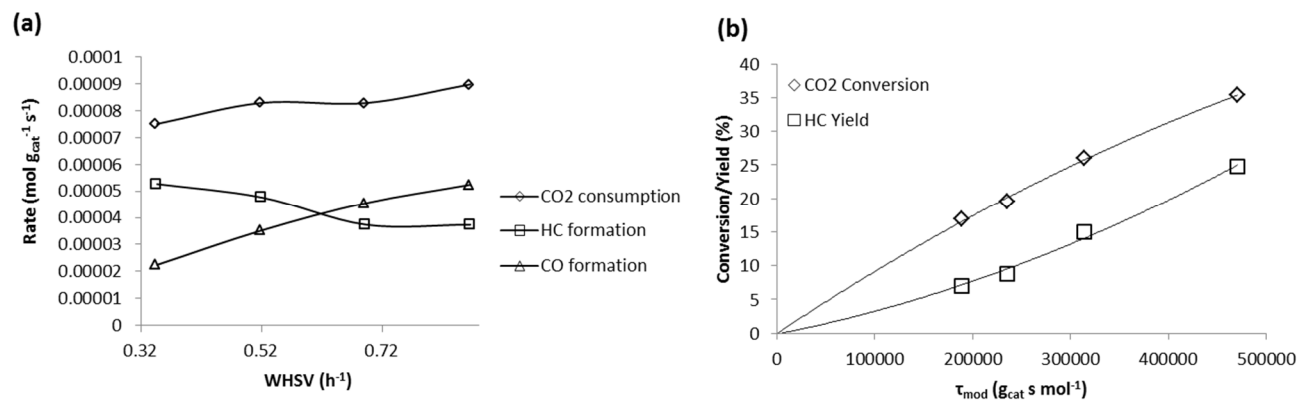 (a)
0.0001
0.00009
0.00008
0.00007
0.00006
0.00005
0.00004
0.00003
0.00002
0.00001
0
Rate (mol gcat⁻¹ s⁻¹)
0.32 0.52 0.72
WHSV (h⁻¹)
CO2 consumption
HC formation
CO formation
(b)
40
35
30
25
20
15
10
5
0
Conversion/Yield (%)
CO2 Conversion
HC Yield
0 100000 200000 300000 400000 500000
τmod (gcat s mol⁻¹)